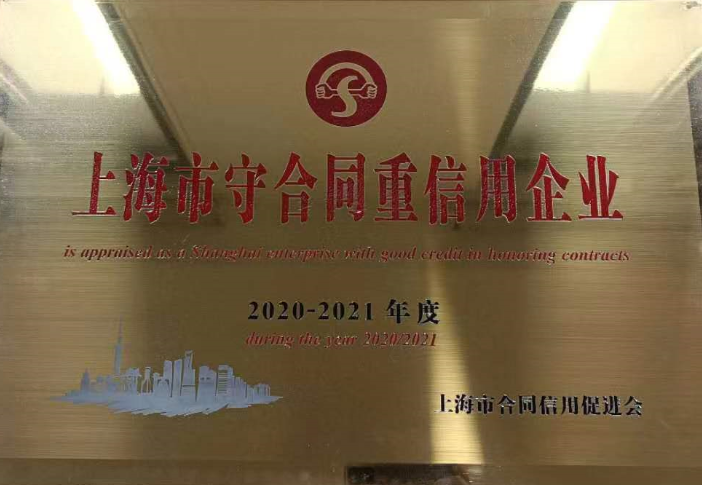 上海市守合同重信用企业
is appraised as a Shanghai enterprise with good credit in honoring contracts
2020-2021 年度
during the year 2020/2021
上海市合同信用促进会